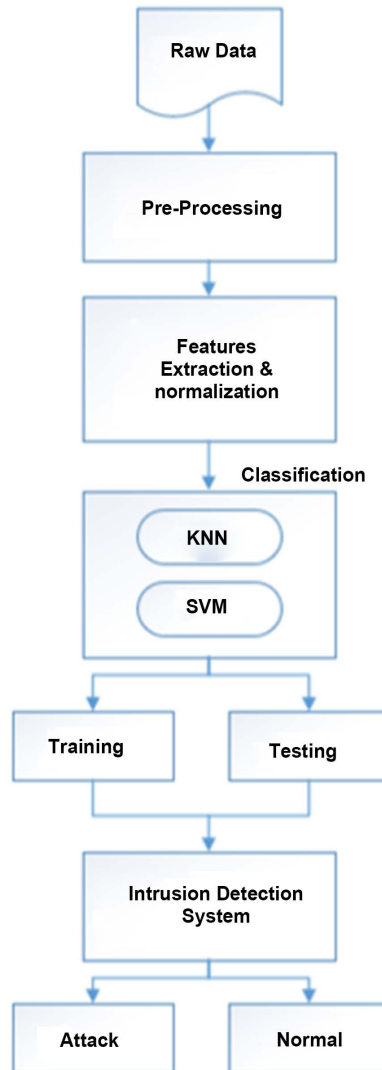 Raw Data
Pre-Processing
Features
Extraction &
normalization
Classification
KNN
SVM
Training
Testing
Intrusion Detection
System
Attack
Normal